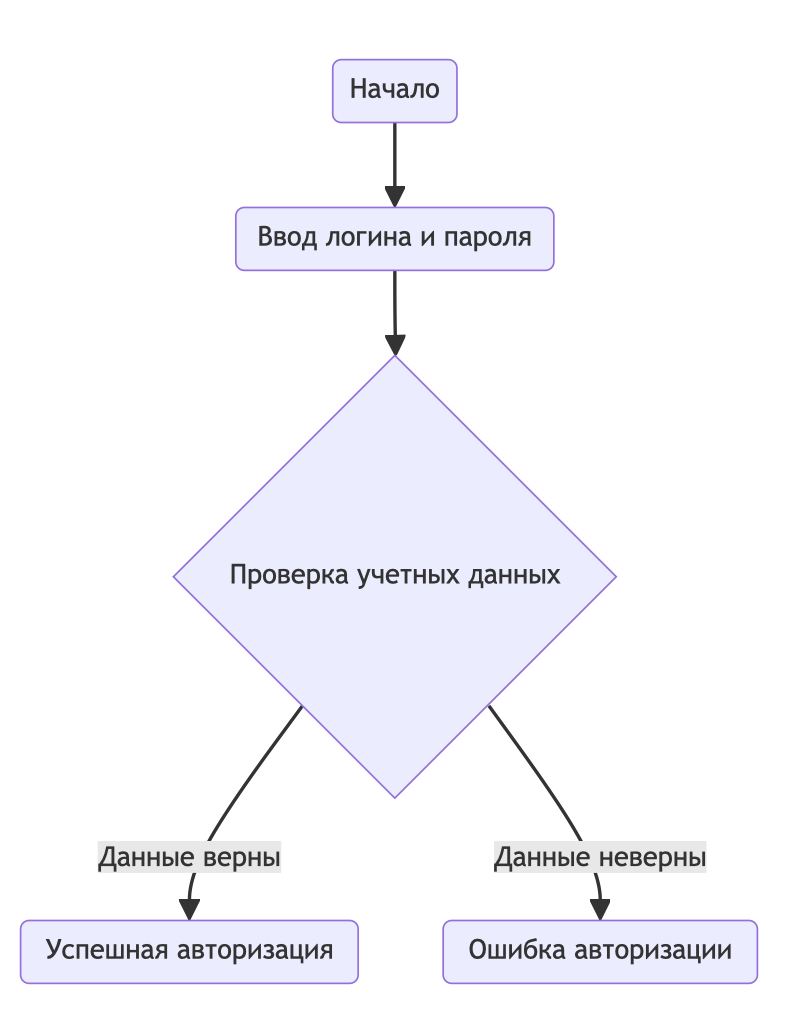 Начало
Ввод логина и пароля
Проверка учетных данных
Данные верны
Данные неверны
Успешная авторизация
Ошибка авторизации